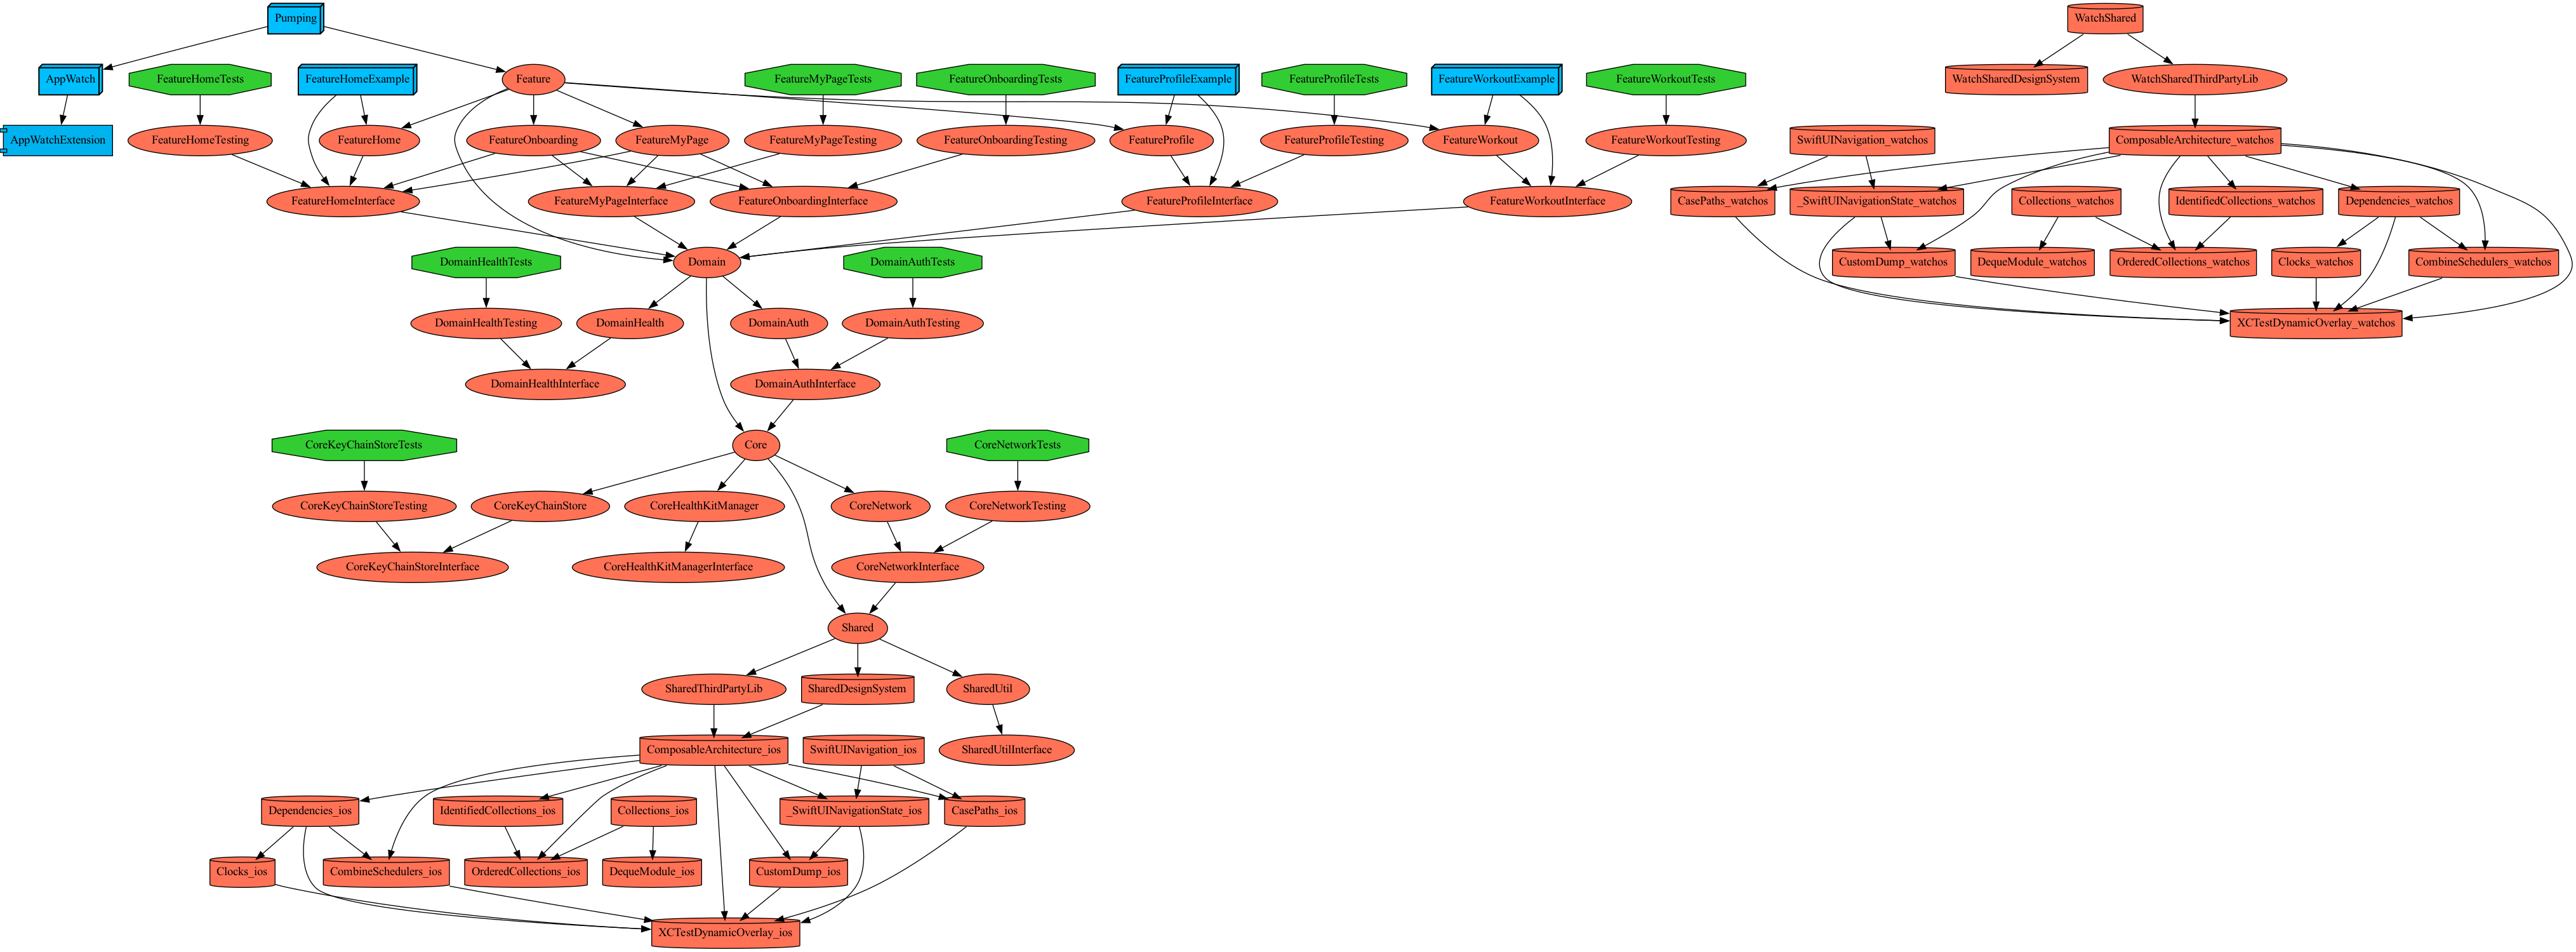 Pumping
WatchShared
AppWatch
FeatureHomeTests
FeatureHomeExample
Feature
FeatureMyPageTests
FeatureOnboardingTests
FeatureProfileExample
FeatureProfileTests
FeatureWorkoutExample
FeatureWorkoutTests
WatchSharedDesignSystem
WatchSharedThirdPartyLib
AppWatchExtension
FeatureHomeTesting
FeatureHome
FeatureOnboarding
FeatureMyPage
FeatureMyPageTesting
FeatureOnboardingTesting
FeatureProfile
FeatureProfileTesting
FeatureWorkout
FeatureWorkoutTesting
SwiftUINavigation_watchos
ComposableArchitecture_watchos
FeatureHomeInterface
FeatureMyPageInterface
FeatureOnboardingInterface
FeatureProfileInterface
FeatureWorkoutInterface
CasePaths_watchos
_SwiftUINavigationState_watchos
Collections_watchos
IdentifiedCollections_watchos
Dependencies_watchos
DomainHealthTests
Domain
DomainAuthTests
CustomDump_watchos
DequeModule_watchos
OrderedCollections_watchos
Clocks_watchos
CombineSchedulers_watchos
DomainHealthTesting
DomainHealth
DomainAuth
DomainAuthTesting
XCTestDynamicOverlay_watchos
DomainHealthInterface
DomainAuthInterface
CoreKeyChainStoreTests
Core
CoreNetworkTests
CoreKeyChainStoreTesting
CoreKeyChainStore
CoreHealthKitManager
CoreNetwork
CoreNetworkTesting
CoreKeyChainStoreInterface
CoreHealthKitManagerInterface
CoreNetworkInterface
Shared
SharedThirdPartyLib
SharedDesignSystem
SharedUtil
ComposableArchitecture_ios
SwiftUINavigation_ios
SharedUtilInterface
Dependencies_ios
IdentifiedCollections_ios
Collections_ios
_SwiftUINavigationState_ios
CasePaths_ios
Clocks_ios
CombineSchedulers_ios
OrderedCollections_ios
DequeModule_ios
CustomDump_ios
XCTestDynamicOverlay_ios